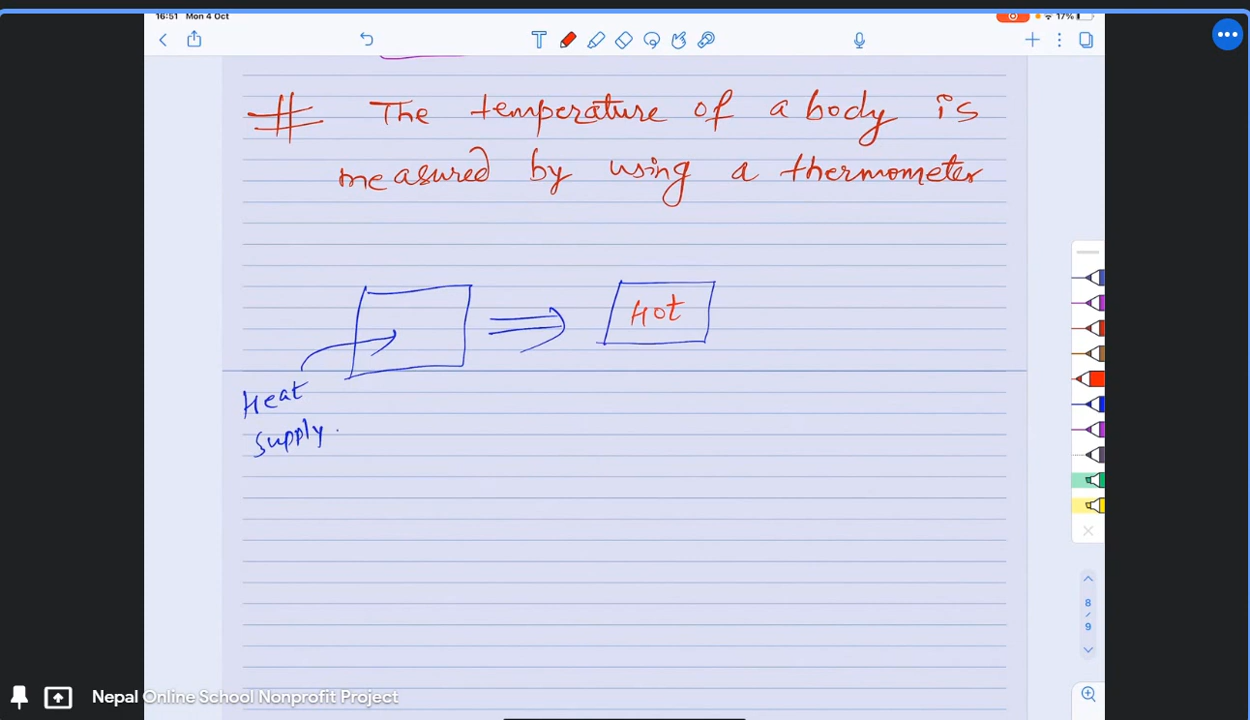 16:51 Mon 4 Oct
17%
# The temperature of a body is
measured by using a thermometer
Hot
Heat
supply
8
/
9
Nepal Online School Nonprofit Project